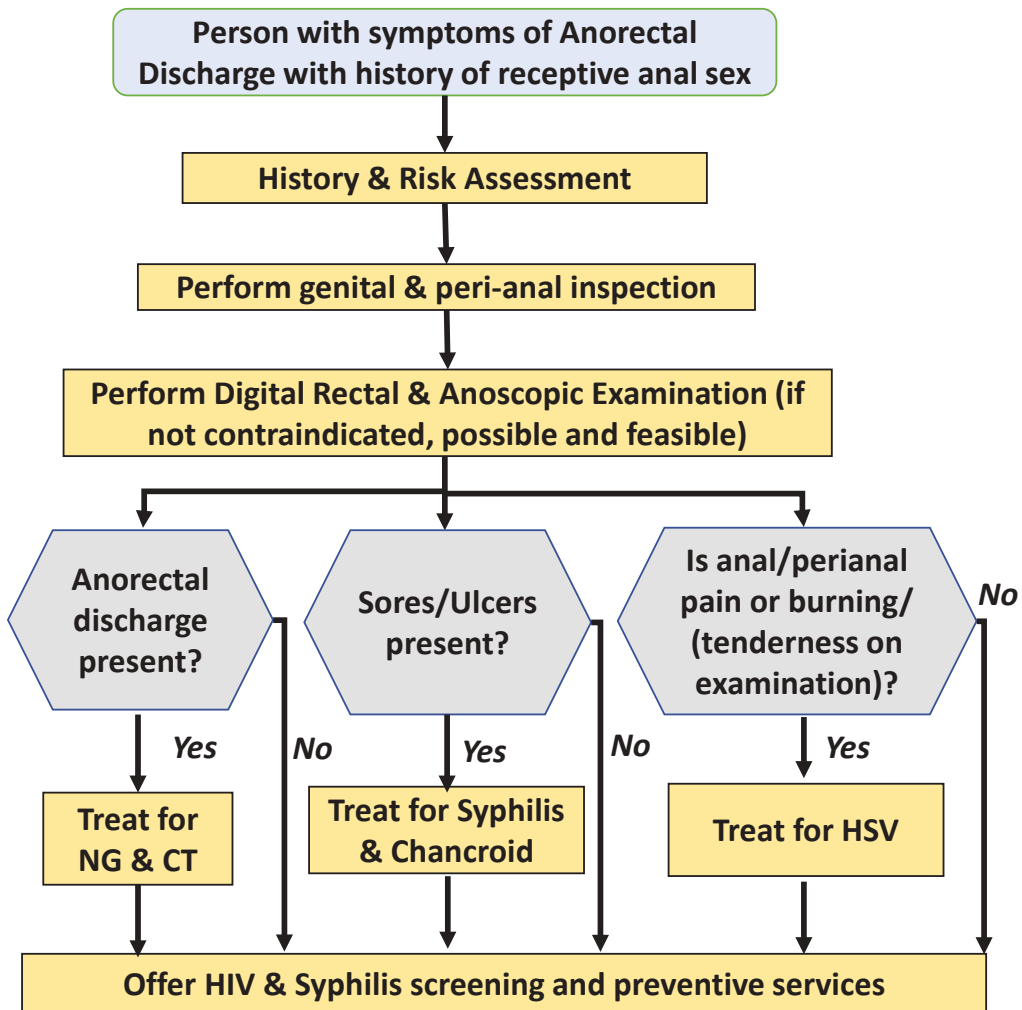 Person with symptoms of Anorectal
Discharge with history of receptive anal sex
History & Risk Assessment
Perform genital & peri-anal inspection
Perform Digital Rectal & Anoscopic Examination (if
not contraindicated, possible and feasible)
Anorectal
discharge
present?
Sores/Ulcers
present?
Is anal/perianal
pain or burning/
(tenderness on
examination)?
No
Yes
No
Yes
No
Yes
Treat for
NG & CT
Treat for Syphilis
& Chancroid
Treat for HSV
Offer HIV & Syphilis screening and preventive services